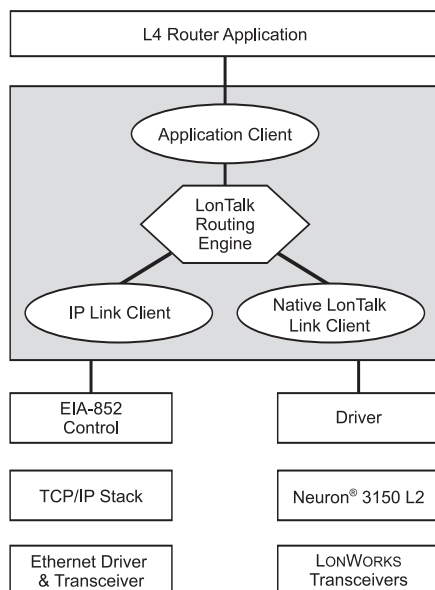 L4 Router Application
Application Client
LonTalk
Routing
Engine
IP Link Client
Native LonTalk
Link Client
EIA-852
Control
Driver
TCP/IP Stack
Neuron® 3150 L2
Ethernet Driver
& Transceiver
LONWORKS
Transceivers